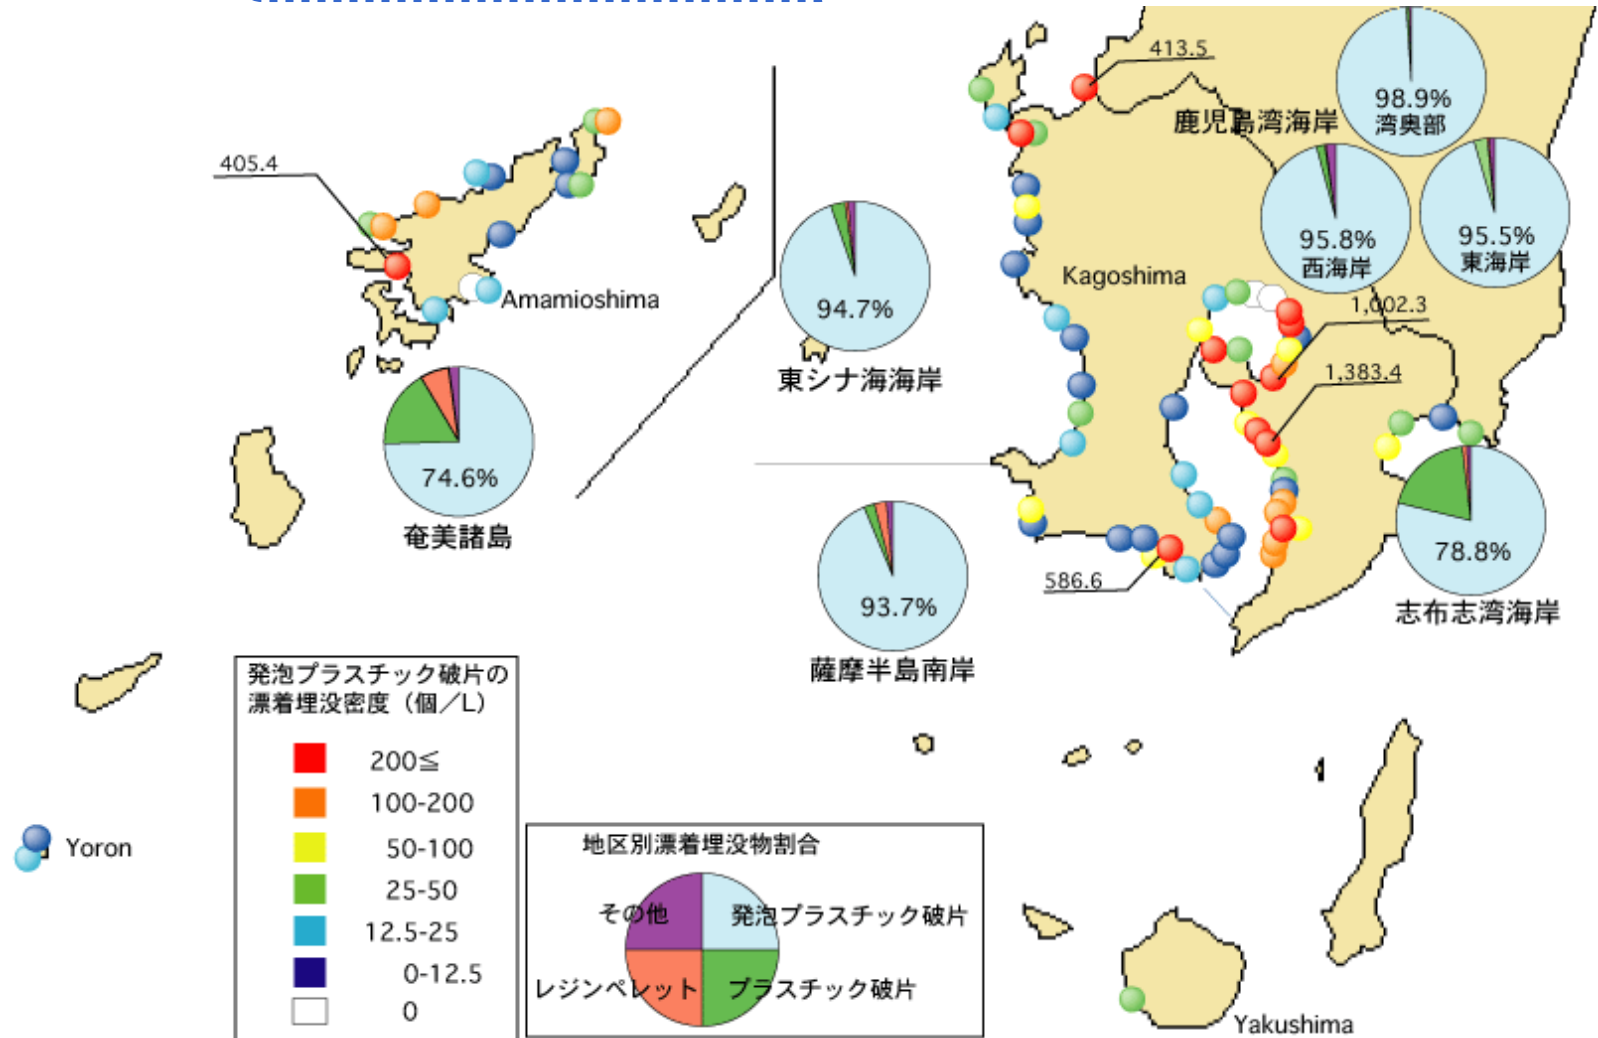 413.5
98.9%
湾奥部
鹿児島湾海岸
405.4
95.8%
西海岸
95.5%
東海岸
Kagoshima
Amamioshima
94.7%
東シナ海海岸
1,002.3
1,383.4
74.6%
奄美諸島
93.7%
薩摩半島南岸
586.6
78.8%
志布志湾海岸
発泡プラスチック破片の
漂着埋没密度（個／L）
200≦
100-200
50-100
25-50
12.5-25
0-12.5
0
Yoron
地区別漂着埋没物割合
その他
発泡プラスチック破片
レジンペレット
プラスチック破片
Yakushima